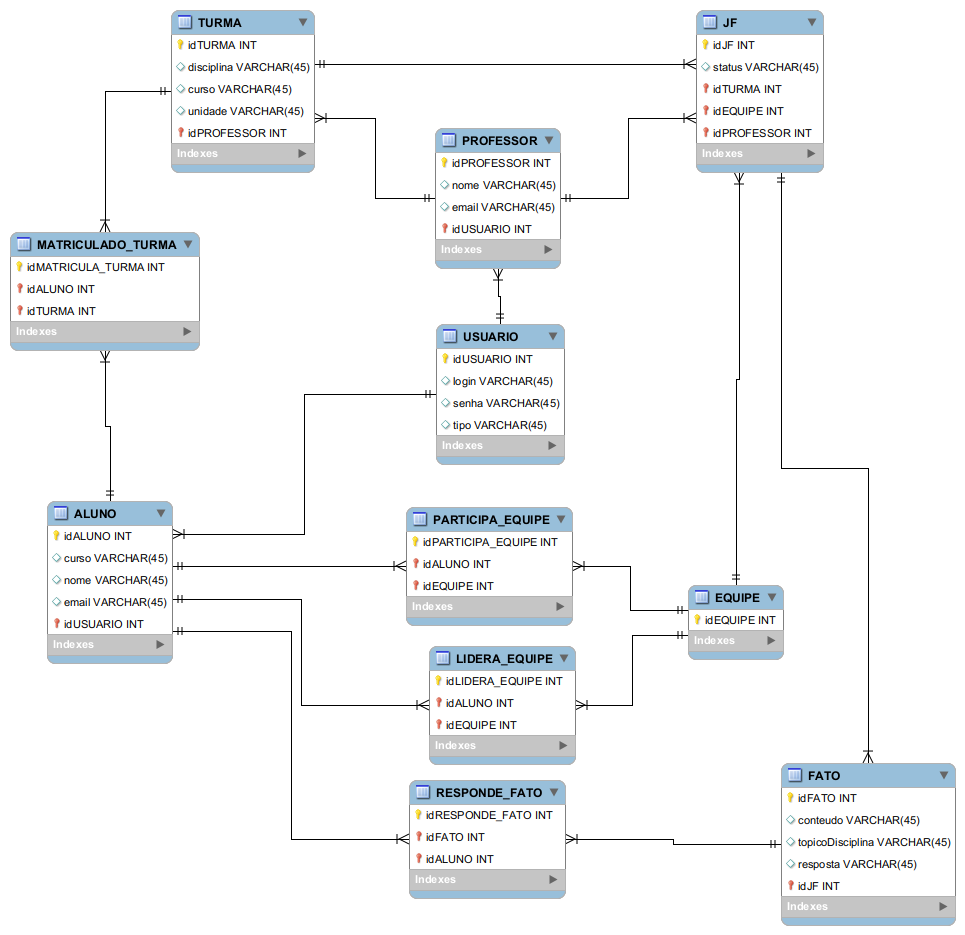 TURMA
idTURMA INT
disciplina VARCHAR(45)
curso VARCHAR(45)
unidade VARCHAR(45)
idPROFESSOR INT
Indexes
JF
idJF INT
status VARCHAR(45)
idTURMA INT
idEQUIPE INT
idPROFESSOR INT
Indexes
PROFESSOR
idPROFESSOR INT
nome VARCHAR(45)
email VARCHAR(45)
idUSUARIO INT
Indexes
MATRICULADO_TURMA
idMATRICULA_TURMA INT
idALUNO INT
idTURMA INT
Indexes
USUARIO
idUSUARIO INT
login VARCHAR(45)
senha VARCHAR(45)
tipo VARCHAR(45)
Indexes
ALUNO
idALUNO INT
curso VARCHAR(45)
nome VARCHAR(45)
email VARCHAR(45)
idUSUARIO INT
Indexes
PARTICIPA_EQUIPE
idPARTICIPA_EQUIPE INT
idALUNO INT
idEQUIPE INT
Indexes
EQUIPE
idEQUIPE INT
Indexes
LIDERA_EQUIPE
idLIDERA_EQUIPE INT
idALUNO INT
idEQUIPE INT
Indexes
RESPONDE_FATO
idRESPONDE_FATO INT
idFATO INT
idALUNO INT
Indexes
FATO
idFATO INT
conteudo VARCHAR(45)
topicoDisciplina VARCHAR(45)
resposta VARCHAR(45)
idJF INT
Indexes